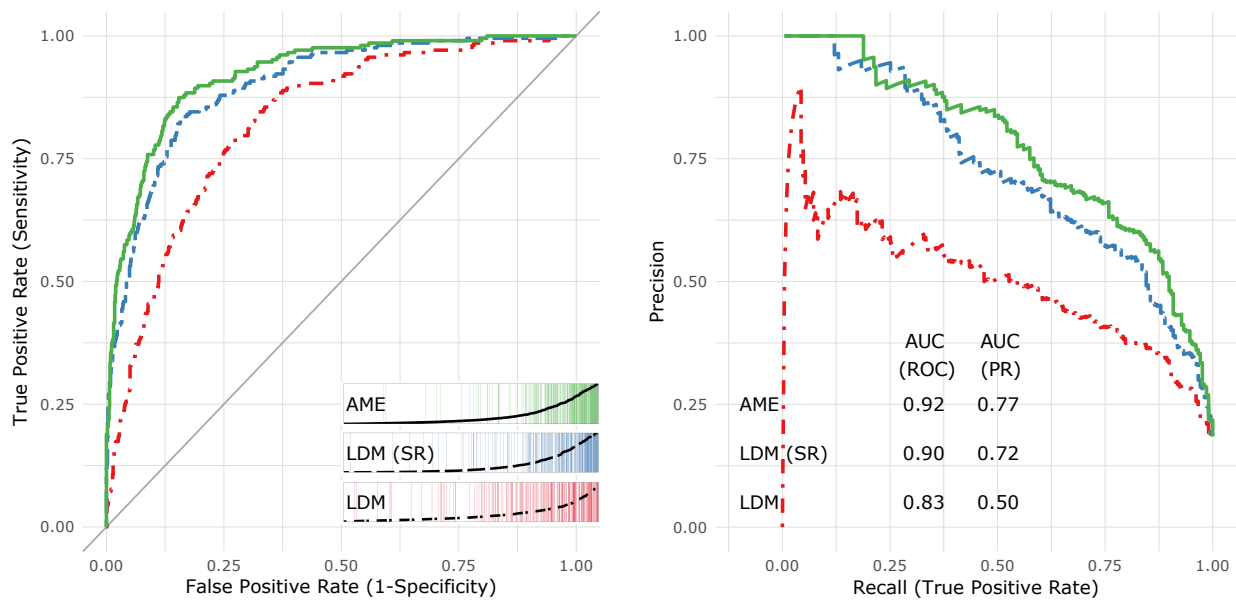 1.00
0.75
0.50
0.25
0.00
True Positive Rate (Sensitivity)
AME
LDM (SR)
LDM
0.00
0.25
0.50
0.75
1.00
False Positive Rate (1-Specificity)
1.00
0.75
0.50
0.25
0.00
Precision
AUC AUC
(ROC) (PR)
AME 0.92 0.77
LDM (SR) 0.90 0.72
LDM 0.83 0.50
0.00
0.25
0.50
0.75
1.00
Recall (True Positive Rate)